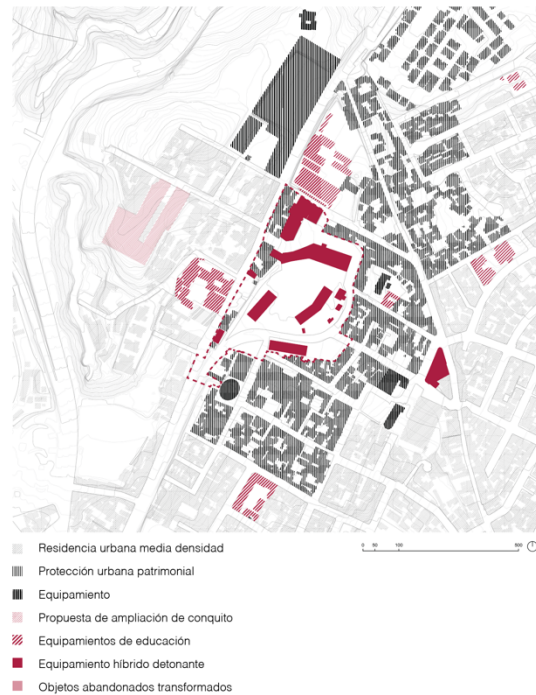 0 50 100 500
Residencia urbana media densidad
Protección urbana patrimonial
Equipamiento
Propuesta de ampliación de conquito
Equipamientos de educación
Equipamiento híbrido detonante
Objetos abandonados transformados